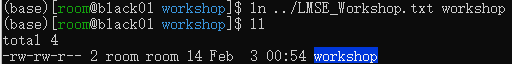 (base)[room@black01 workshop]$ ln ../LMSE_Workshop.txt workshop
(base)[room@black01 workshop]$ ll
total 4
-rw-rw-r-- 2 room room 14 Feb  3 00:54 workshop